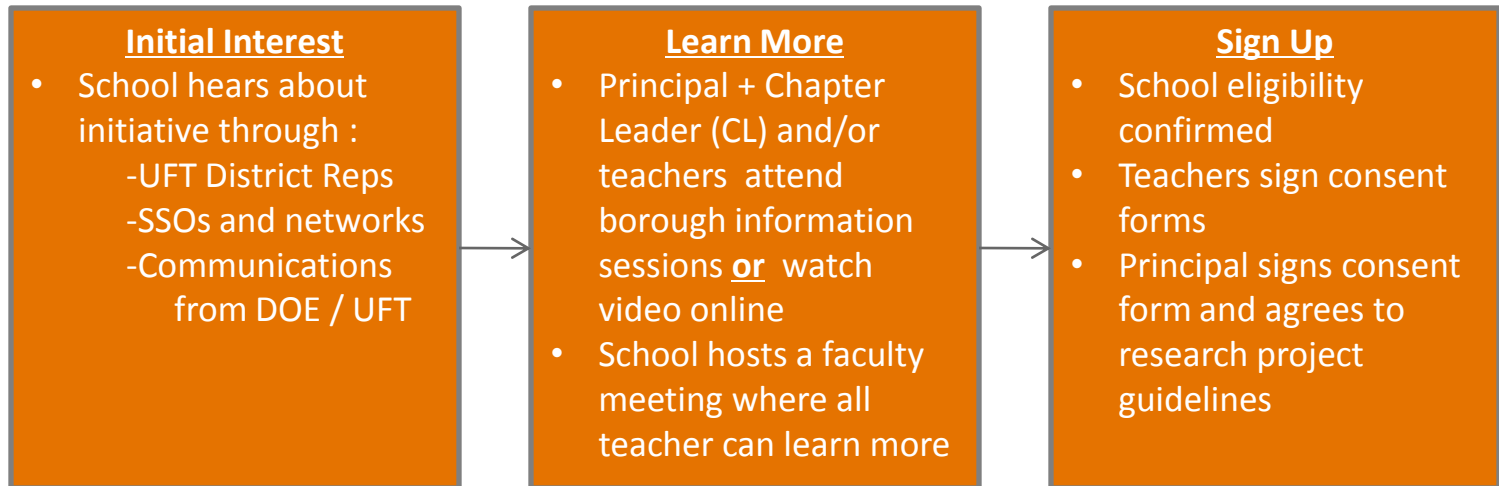 Initial Interest
• School hears about
initiative through :
-UFT District Reps
-SSOs and networks
-Communications
from DOE / UFT
Learn More
• Principal + Chapter
Leader (CL) and/or
teachers attend
borough information
sessions or watch
video online
• School hosts a faculty
meeting where all
teacher can learn more
Sign Up
• School eligibility
confirmed
• Teachers sign consent
forms
• Principal signs consent
form and agrees to
research project
guidelines